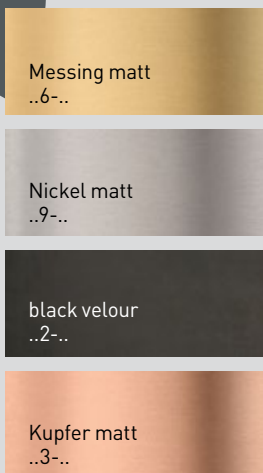 Messing matt
..6-..
Nickel matt
..9-..
black velour
..2-..
Kupfer matt
..3-..